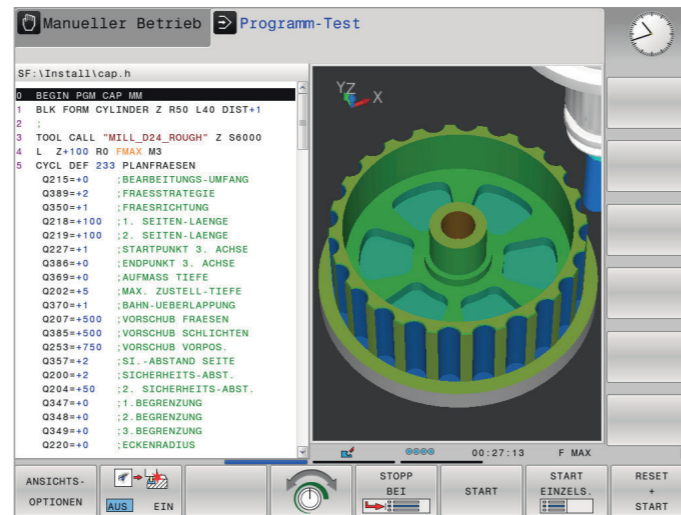 Manueller Betrieb
Programm-Test
SF:\Install\cap.h
0 BEGIN PGM CAP MM
1 BLK FORM CYLINDER Z R50 L40 DIST+1
2 ;
3 TOOL CALL "MILL_D24_ROUGH" Z S6000
4 L Z+100 R0 FMAX M3
5 CYCL DEF 233 PLANFRAESEN
Q215=+0 ;BEARBEITUNGS-UMFANG
Q389=+2 ;FRAESSTRATEGIE
Q350=+1 ;FRAESRICHTUNG
Q218=+100 ;1. SEITEN-LAENGE
Q219=+100 ;2. SEITEN-LAENGE
Q227=+1 ;STARTPUNKT 3. ACHSE
Q386=+0 ;ENDPUNKT 3. ACHSE
Q369=+0 ;AUFMASS TIEFE
Q202=+5 ;MAX. ZUSTELL-TIEFE
Q370=+1 ;BAHN-UEBERLAPPUNG
Q207=+500 ;VORSCHUB FRAESEN
Q385=+500 ;VORSCHUB SCHLICHTEN
Q253=+750 ;VORSCHUB VORPOS.
Q357=+2 ;SI.-ABSTAND SEITE
Q200=+2 ;SICHERHEITS-ABST.
Q204=+50 ;2. SICHERHEITS-ABST.
Q347=+0 ;1.BEGRENZUNG
Q348=+0 ;2.BEGRENZUNG
Q349=+0 ;3.BEGRENZUNG
Q220=+0 ;ECKENRADIUS
YZ X
00:27:13 F MAX
ANSICHTS-
OPTIONEN
AUS EIN
STOPP
BEI
START
START
EINZELS.
RESET
+
START